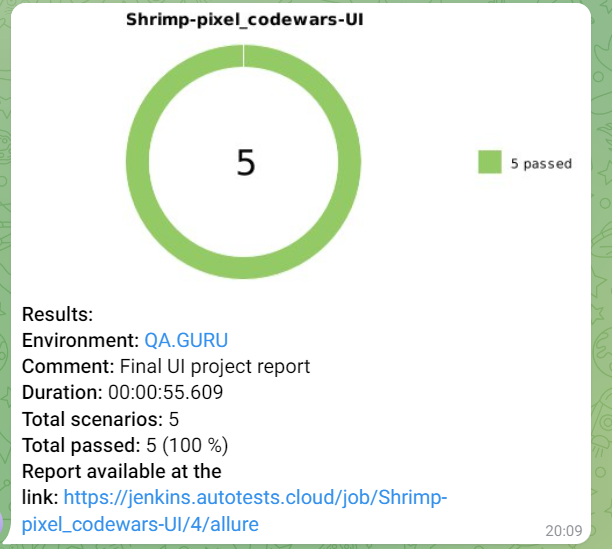 Shrimp-pixel_codewars-UI
5
5 passed
Results:
Environment: QA.GURU
Comment: Final UI project report
Duration: 00:00:55.609
Total scenarios: 5
Total passed: 5 (100 %)
Report available at the
link: https://jenkins.autotests.cloud/job/Shrimp-
pixel_codewars-UI/4/allure
20:09